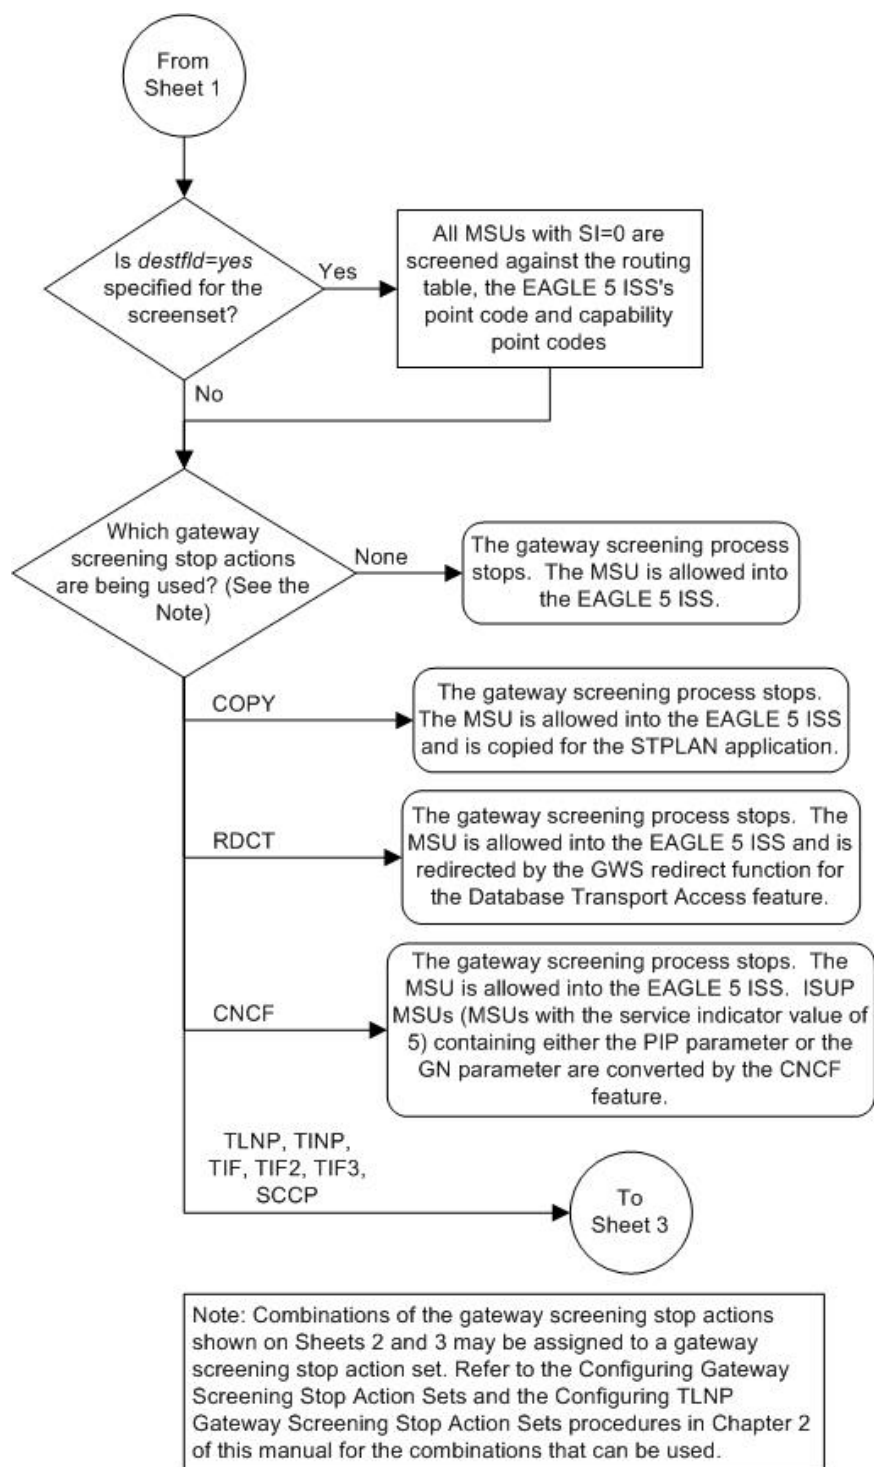 From
Sheet 1
Is destfld=yes
specified for the
screenset?
Yes
All MSUs with SI=0 are
screened against the routing
table, the EAGLE 5 ISS's
point code and capability
point codes
No
Which gateway
screening stop actions
are being used? (See the
Note)
None
The gateway screening process
stops.  The MSU is allowed into
the EAGLE 5 ISS.
COPY
The gateway screening process stops.
The MSU is allowed into the EAGLE 5 ISS
and is copied for the STPLAN application.
RDCT
The gateway screening process stops.  The
MSU is allowed into the EAGLE 5 ISS and is
redirected by the GWS redirect function for
the Database Transport Access feature.
CNCF
The gateway screening process stops.  The
MSU is allowed into the EAGLE 5 ISS.  ISUP
MSUs (MSUs with the service indicator value of
5) containing either the PIP parameter or the
GN parameter are converted by the CNCF
feature.
TLNP, TINP,
TIF, TIF2, TIF3,
SCCP
To
Sheet 3
Note: Combinations of the gateway screening stop actions
shown on Sheets 2 and 3 may be assigned to a gateway
screening stop action set. Refer to the Configuring Gateway
Screening Stop Action Sets and the Configuring TLNP
Gateway Screening Stop Action Sets procedures in Chapter 2
of this manual for the combinations that can be used.